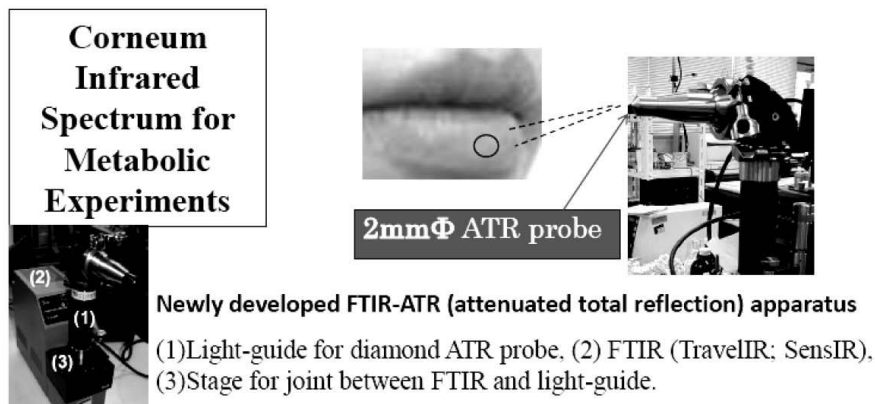 Corneum
Infrared
Spectrum for
Metabolic
Experiments
2mmΦ ATR probe
(2)
(1)
(3)
Newly developed FTIR-ATR (attenuated total reflection) apparatus
(1)Light-guide for diamond ATR probe, (2) FTIR (TravelIR; SensIR),
(3)Stage for joint between FTIR and light-guide.